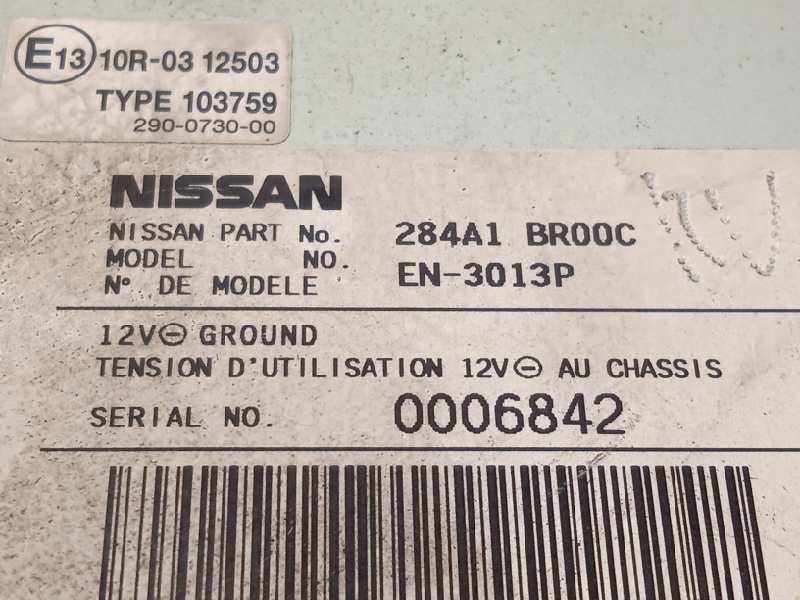 E13 10R-03 12503
TYPE 103759
290-0730-00
NISSAN
NISSAN PART No. 284A1 BR00C
MODEL NO. EN-3013P
N° DE MODELE
12V⊖ GROUND
TENSION D'UTILISATION 12V⊖ AU CHASSIS
SERIAL NO. 0006842